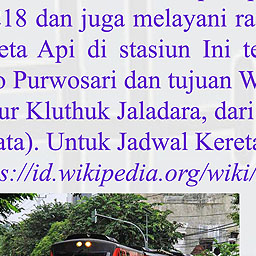 18 dan juga melayani ra
eta Api di stasiun Ini te
o Purwosari dan tujuan W
ur Kluthuk Jaladara, dari
ata). Untuk Jadwal Kereta
s://id.wikipedia.org/wiki/